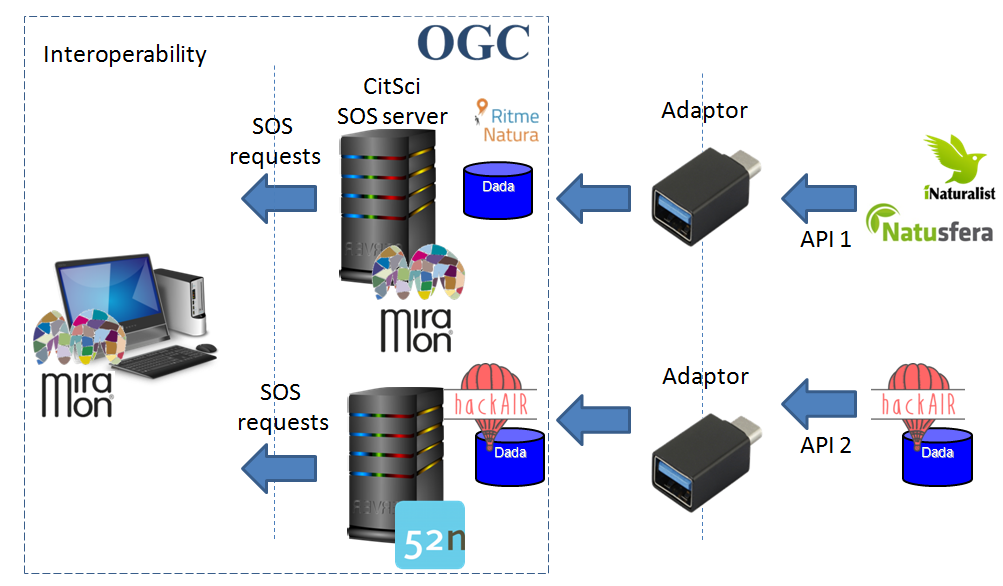 Interoperability
OGC
CitSci
SOS server
SOS
requests
Ritme
Natura
Dada
Adaptor
iNaturalist
Natusfera
API 1
mira
mon®
mira
mon®
SOS
requests
hackAIR
Dada
52n
Adaptor
API 2
hackAIR
Dada